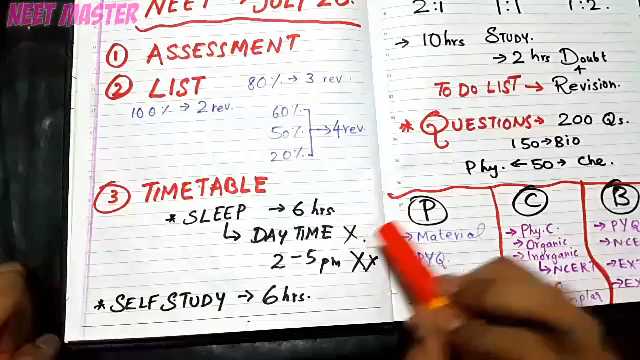 NEET MASTER
NEET → JULY 26.
① ASSESSMENT
② LIST 80% → 3 rev
100% → 2 rev.
60%
50% → 4 rev.
20%
③ TIMETABLE
* SLEEP → 6 hrs
↳ DAY TIME X.
2-5 pm XX
* SELF STUDY → 6 hrs.
2:1 1:1 1:2.
→ 10 hrs STUDY.
→ 2 hrs Doubt
+
TO DO LIST → Revision.
* QUESTIONS → 200 Qs.
150 → Bio
Phy. ← 50 → Che.
P
→ Material
PYQ.
C
→ Phy.C.
→ Organic
→ Inorganic
↳ NCERT
B
→ PYQ
→ NCE
→ EX